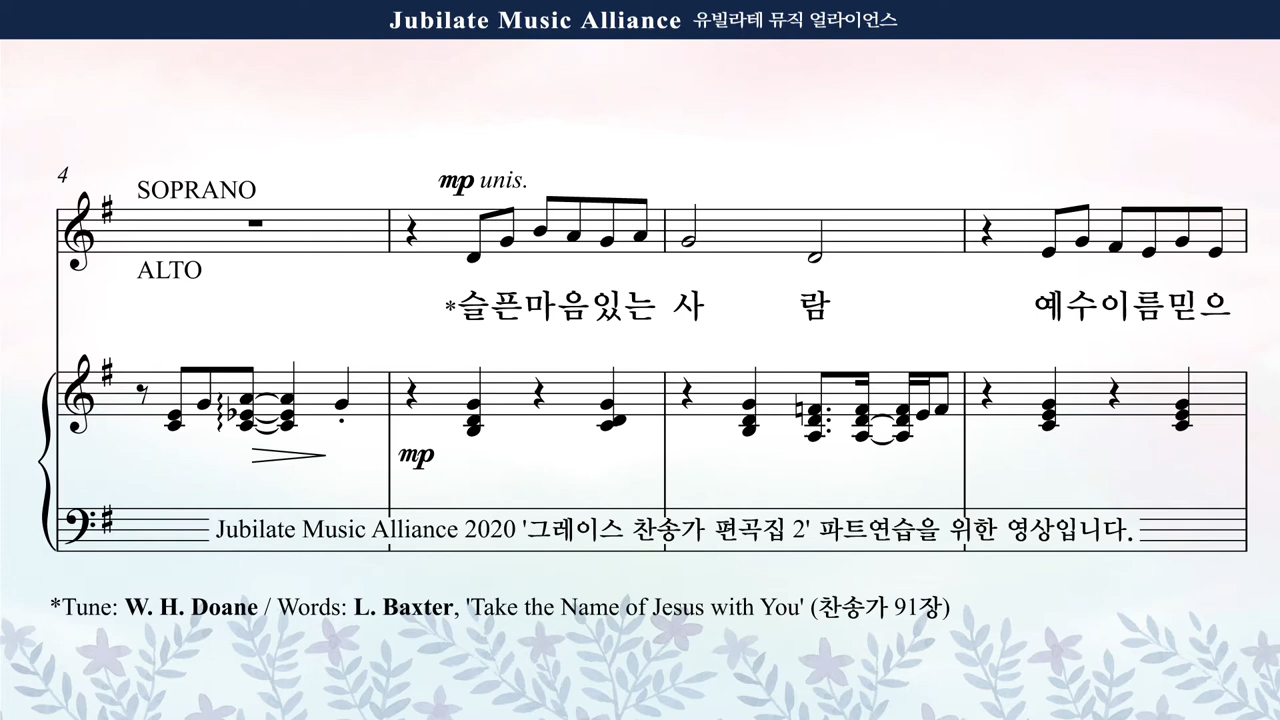 Jubilate Music Alliance 유빌라테 뮤직 얼라이언스
4
SOPRANO
mp unis.
ALTO
*슬픈마음있는 사 람 예수이름믿으
mp
Jubilate Music Alliance 2020 '그레이스 찬송가 편곡집 2' 파트연습을 위한 영상입니다.
*Tune: W. H. Doane / Words: L. Baxter, 'Take the Name of Jesus with You' (찬송가 91장)